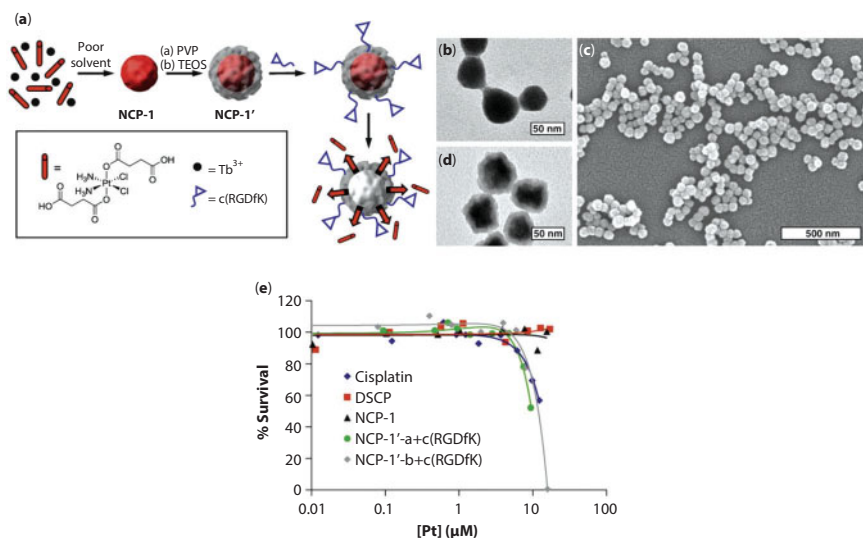 (a)
Poor
solvent
(a) PVP
(b) TEOS
NCP-1
NCP-1'
O
O
OH
O
H₃N
Cl
Pt
H₃N
Cl
O
HO
O
O
=
= Tb³⁺
= c(RGDfK)
(b)
50 nm
(c)
500 nm
(d)
50 nm
(e)
120
100
80
60
40
20
0
% Survival
Cisplatin
DSCP
NCP-1
NCP-1'-a+c(RGDfK)
NCP-1'-b+c(RGDfK)
0.01
0.1
1
10
100
[Pt] (µM)